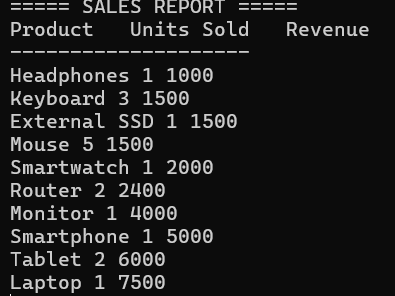 ===== SALES REPORT =====
Product   Units Sold   Revenue
--------------------
Headphones 1 1000
Keyboard 3 1500
External SSD 1 1500
Mouse 5 1500
Smartwatch 1 2000
Router 2 2400
Monitor 1 4000
Smartphone 1 5000
Tablet 2 6000
Laptop 1 7500